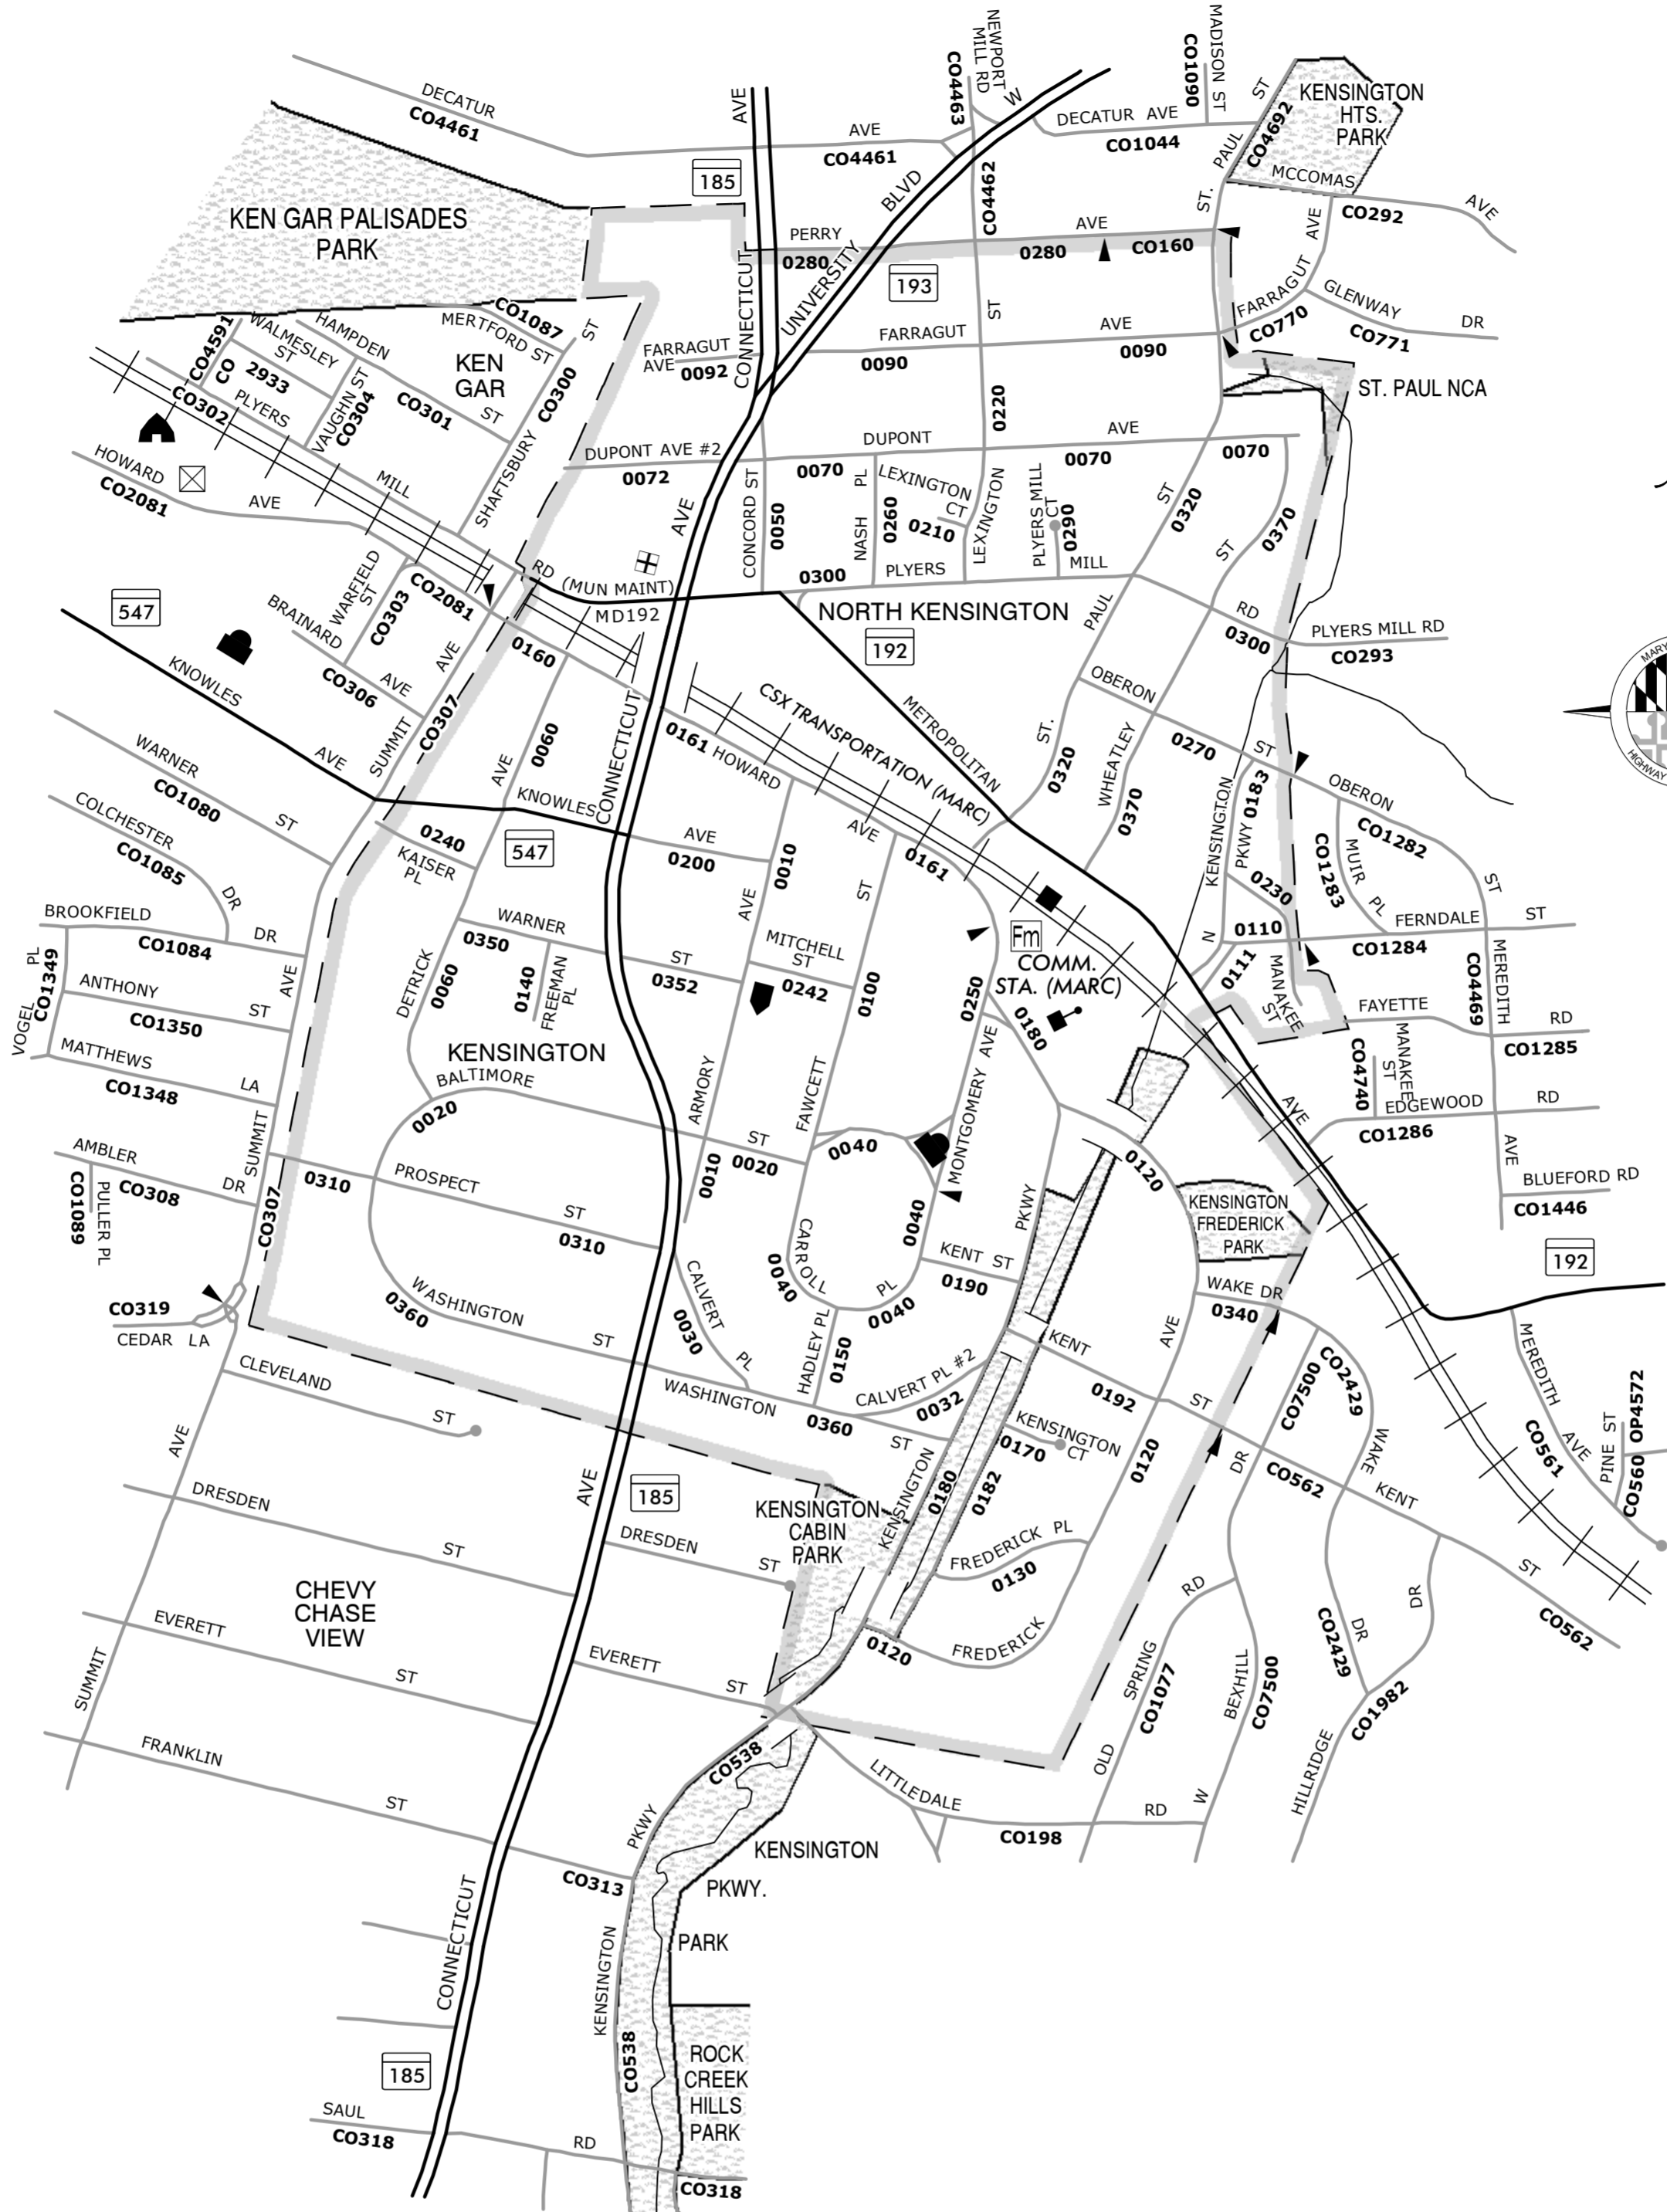 NEWPORT
MILL RD
CO4463
W
MADISON ST
CO1090
DECATUR
CO4461
AVE
AVE
CO4461
DECATUR AVE
CO1044
PAUL
ST
CO4692
KENSINGTON
HTS.
PARK
MCCOMAS
CO292
AVE
185
BLVD
CO4462
ST.
AVE
KEN GAR PALISADES
PARK
PERRY
0280
AVE
0280
CO160
CONNECTICUT
UNIVERSITY
193
ST
FARRAGUT
CO770
GLENWAY
CO771
DR
CO4591
WALMESLEY
ST
HAMPDEN
MERTFORD ST
CO1087
ST
KEN
GAR
FARRAGUT
AVE
0092
FARRAGUT
0090
AVE
0090
ST. PAUL NCA
CO
2933
CO302
PLYERS
VAUGHN ST
CO304
CO301
ST
CO300
0220
DUPONT AVE #2
0072
DUPONT
0070
AVE
0070
0070
HOWARD
CO2081
AVE
MILL
SHAFTSBURY
AVE
CONCORD ST
0050
NASH PL
0260
LEXINGTON
CT
0210
LEXINGTON
PLYERS MILL
CT
0290
ST
0320
ST
0370
RD (MUN MAINT)
MD192
0300
PLYERS
MILL
547
WARFIELD
ST
CO303
CO2081
BRAINARD
AVE
CO306
AVE
0160
NORTH KENSINGTON
192
PAUL
RD
0300
PLYERS MILL RD
CO293
KNOWLES
AVE
SUMMIT
CO307
0060
AVE
CONNECTICUT
0161
HOWARD
CSX TRANSPORTATION (MARC)
METROPOLITAN
OBERON
0270
ST
ST.
0320
WHEATLEY
0370
WARNER
CO1080
ST
KNOWLES
AVE
0200
AVE
0161
0010
KENSINGTON
PKWY
0183
OBERON
CO1282
ST
COLCHESTER
CO1085
DR
0240
KAISER
PL
547
AVE
ST
0230
CO1283
MUIR
PL
BROOKFIELD
CO1084
DR
WARNER
0350
ST
0352
MITCHELL
ST
0242
Fm
COMM.
STA. (MARC)
N
0110
0111
FERNDALE
ST
CO1284
VOGEL
PL
CO1349
ANTHONY
CO1350
ST
AVE
DETRICK
0060
0140
FREEMAN
PL
0100
0250
0180
MANAKEE
ST
FAYETTE
RD
CO1285
CO4469
MEREDITH
MATTHEWS
CO1348
LA
KENSINGTON
BALTIMORE
0020
ARMORY
FAWCETT
MONTGOMERY AVE
CO4740
MANAKEE
ST
AVE
EDGEWOOD
RD
CO1286
AMBLER
CO308
DR
CO1089
PULLER PL
SUMMIT
CO307
0310
PROSPECT
ST
0310
ST
0020
0010
0040
0120
AVE
BLUEFORD RD
CO1446
KENSINGTON
FREDERICK
PARK
PKWY
0040
KENT ST
0190
192
CO319
CEDAR LA
0360
WASHINGTON
ST
CALVERT
PL
0030
CARROLL
PL
0040
0040
HADLEY PL
0150
WAKE DR
0340
CLEVELAND
ST
WASHINGTON
0360
ST
CALVERT PL #2
0032
KENT
0192
ST
AVE
CO7500
CO2429
MEREDITH
AVE
CO561
PINE ST
OP4572
CO560
AVE
AVE
185
KENSINGTON
CT
0170
0120
DR
CO562
WAKE
KENT
DRESDEN
ST
KENSINGTON
CABIN
PARK
KENSINGTON
0180
0182
DRESDEN
ST
FREDERICK PL
0130
ST
CO562
CHEVY
CHASE
VIEW
EVERETT
ST
EVERETT
ST
0120
FREDERICK
RD
SPRING
CO1077
OLD
BEXHILL
CO7500
W
CO2429
DR
DR
CO1982
HILLRIDGE
SUMMIT
FRANKLIN
ST
CO538
LITTLEDALE
RD
CO198
PKWY
KENSINGTON
PKWY.
PARK
CO313
CONNECTICUT
KENSINGTON
CO538
ROCK
CREEK
HILLS
PARK
185
SAUL
CO318
RD
CO318